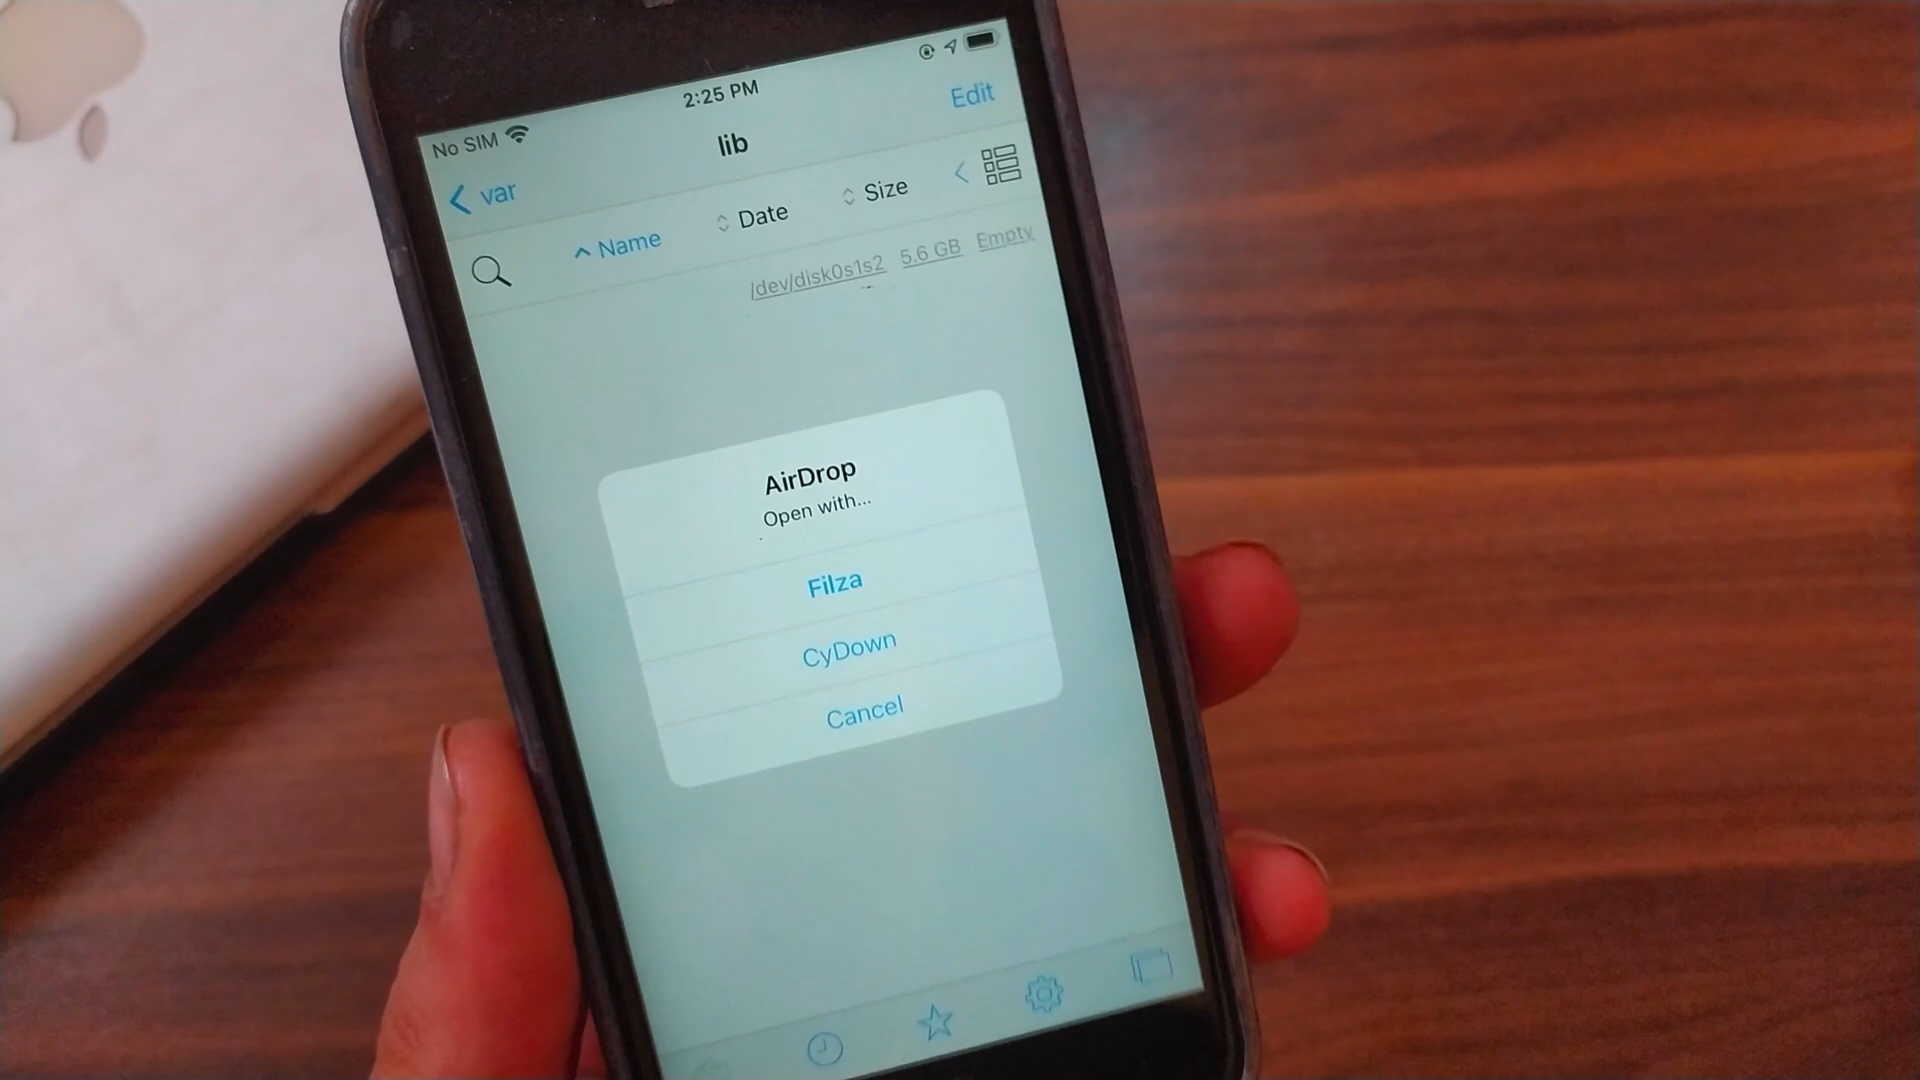 2:25 PM
No SIM
Edit
lib
var
Name
Date
Size
/dev/disk0s1s2 5.6 GB Empty
AirDrop
Open with...
Filza
CyDown
Cancel